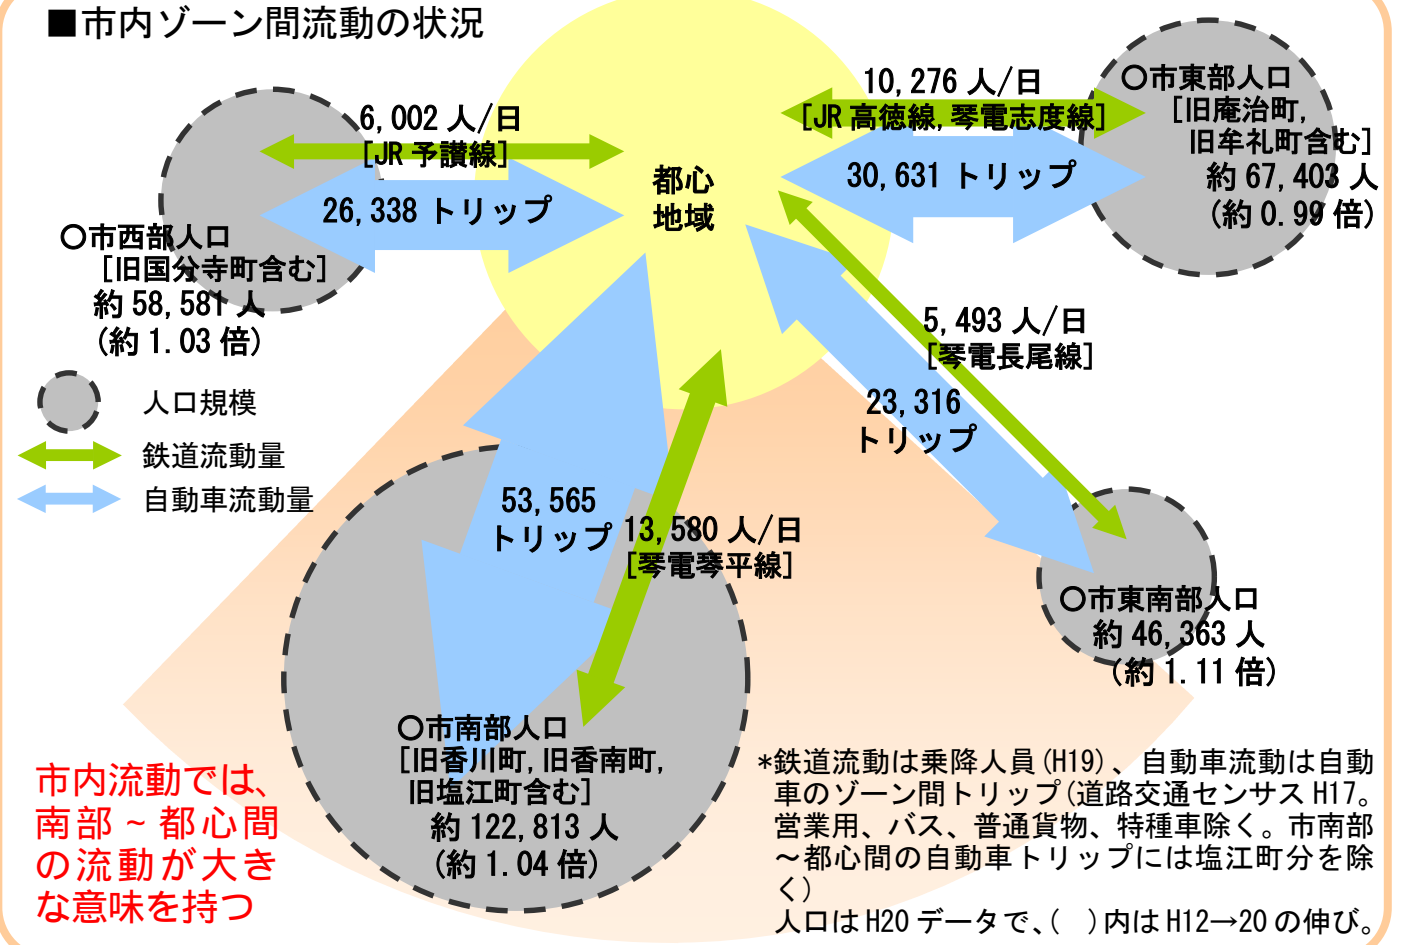 ■市内ゾーン間流動の状況
6,002 人/日
[JR 予讃線]
26,338 トリップ
○市西部人口
[旧国分寺町含む]
約 58,581 人
(約 1.03 倍)
都心
地域
10,276 人/日
[JR 高徳線,琴電志度線]
30,631 トリップ
○市東部人口
[旧庵治町,
旧牟礼町含む]
約 67,403 人
(約 0.99 倍)
5,493 人/日
[琴電長尾線]
23,316
トリップ
○市東南部人口
約 46,363 人
(約 1.11 倍)
人口規模
鉄道流動量
自動車流動量
53,565
トリップ
13,580 人/日
[琴電琴平線]
○市南部人口
[旧香川町,旧香南町,
旧塩江町含む]
約 122,813 人
(約 1.04 倍)
市内流動では、
南部～都心間
の流動が大き
な意味を持つ
*鉄道流動は乗降人員(H19)、自動車流動は自動
車のゾーン間トリップ(道路交通センサス H17。
営業用、バス、普通貨物、特種車除く。市南部
～都心間の自動車トリップには塩江町分を除
く)
人口は H20 データで、(　)内は H12→20 の伸び。